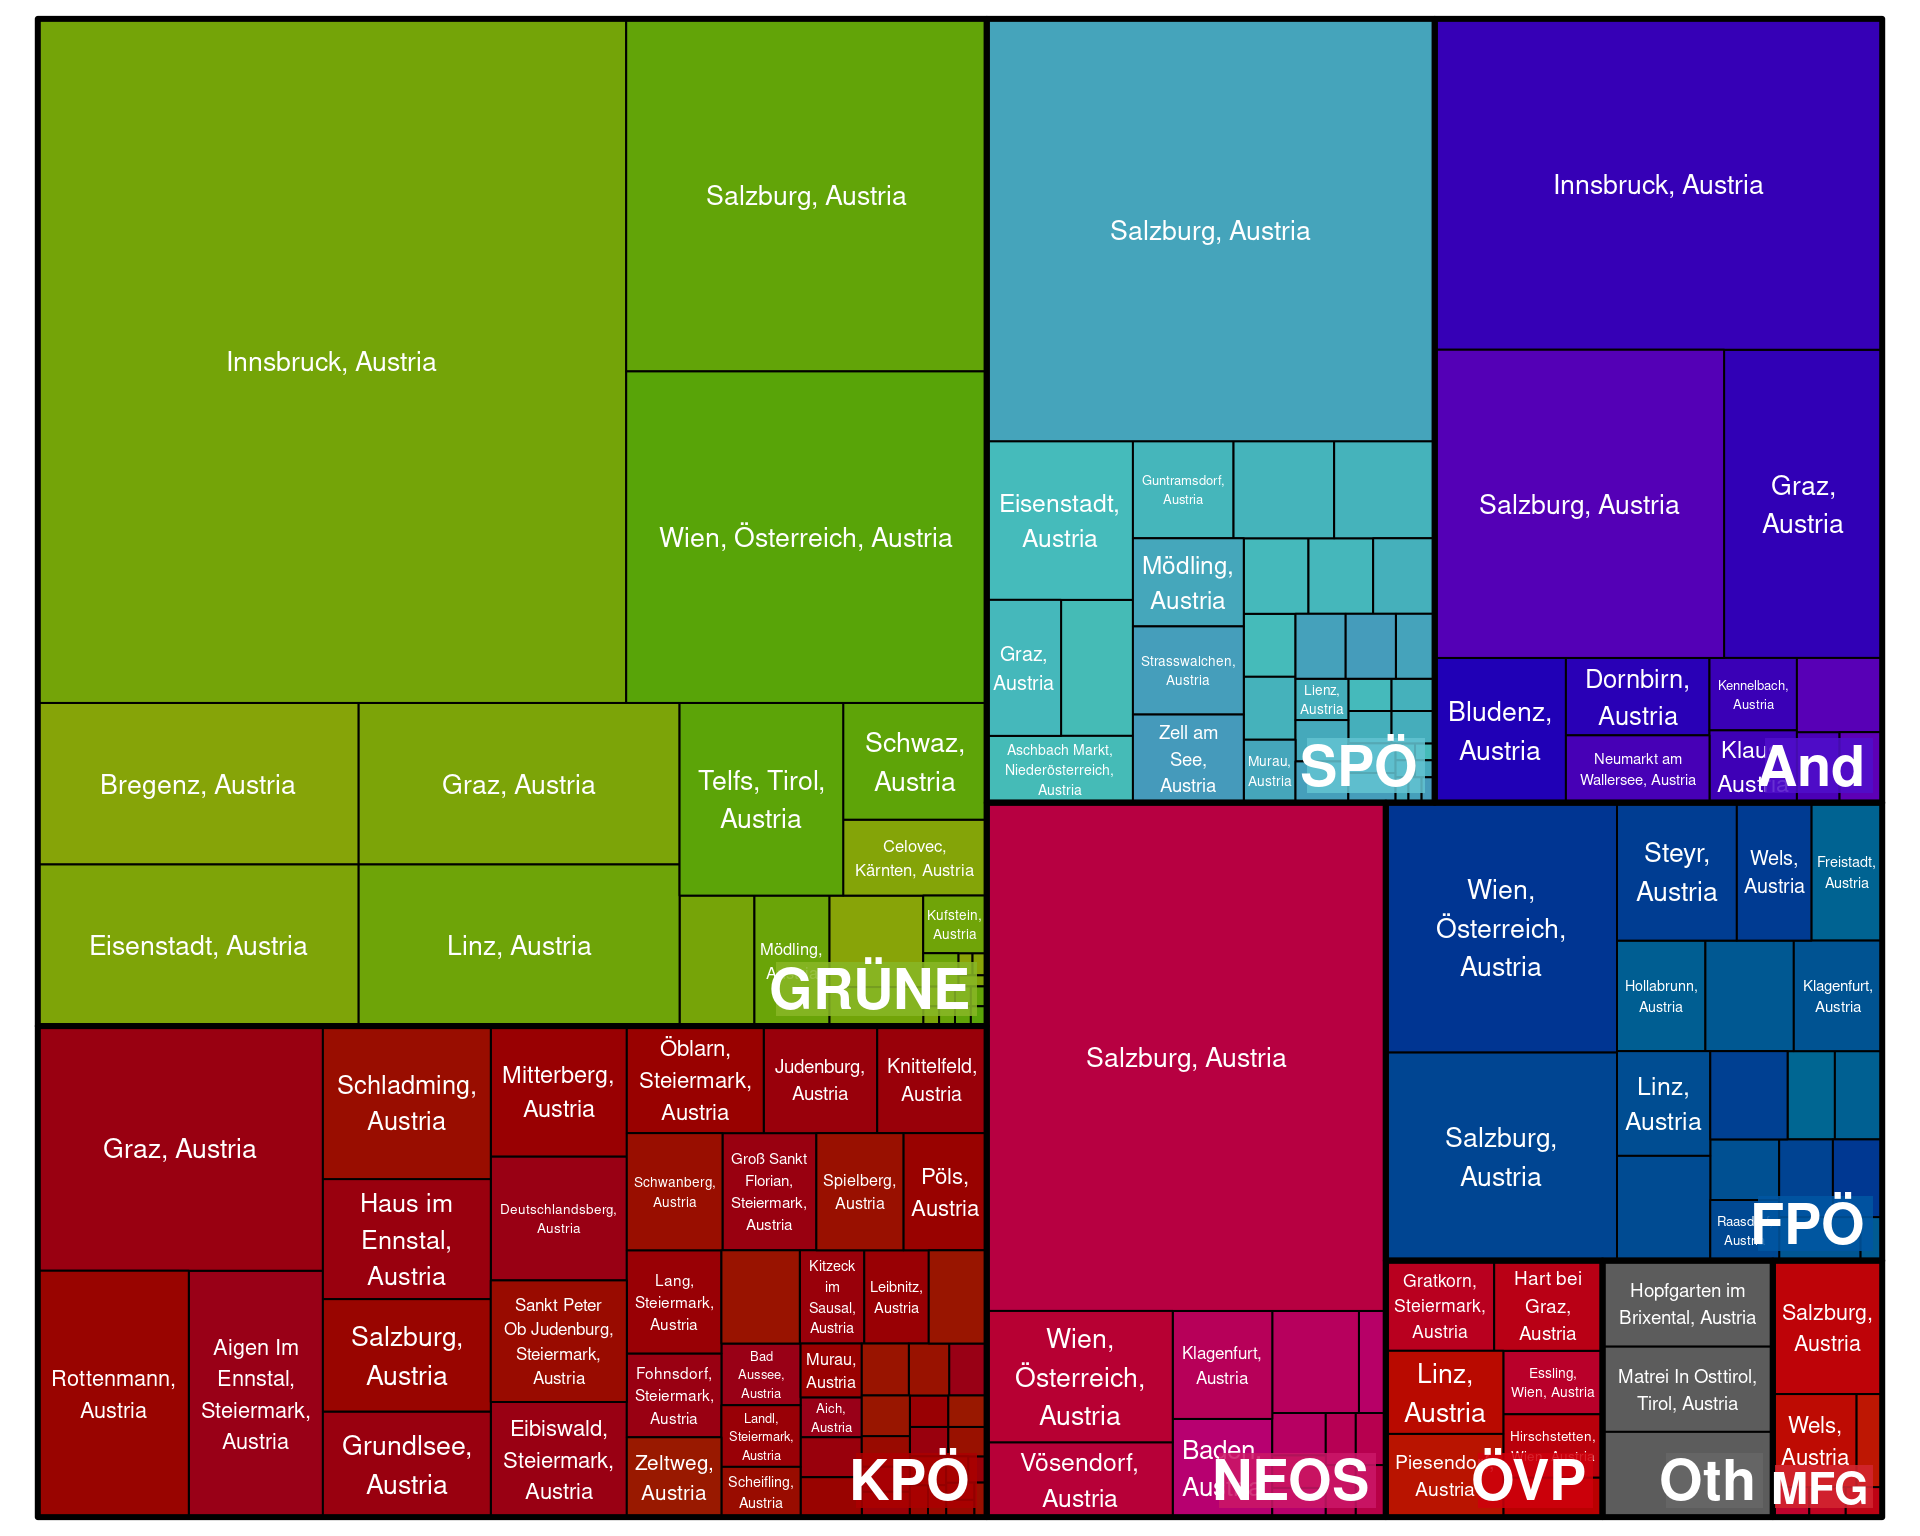 Innsbruck, Austria
Salzburg, Austria
Wien, Österreich, Austria
Bregenz, Austria
Graz, Austria
Eisenstadt, Austria
Linz, Austria
Telfs, Tirol,
Austria
Schwaz,
Austria
Celovec,
Kärnten, Austria
Mödling,
Kufstein,
Austria
GRÜNE
Salzburg, Austria
Eisenstadt,
Austria
Guntramsdorf,
Austria
Mödling,
Austria
Graz,
Austria
Strasswalchen,
Austria
Aschbach Markt,
Niederösterreich,
Austria
Zell am
See,
Austria
Lienz,
Austria
Murau,
Austria
SPÖ
Innsbruck, Austria
Salzburg, Austria
Graz,
Austria
Bludenz,
Austria
Dornbirn,
Austria
Neumarkt am
Wallersee, Austria
Kennelbach,
Austria
And
Graz, Austria
Rottenmann,
Austria
Aigen Im
Ennstal,
Steiermark,
Austria
Schladming,
Austria
Haus im
Ennstal,
Austria
Salzburg,
Austria
Grundlsee,
Austria
Mitterberg,
Austria
Deutschlandsberg,
Austria
Sankt Peter
Ob Judenburg,
Steiermark,
Austria
Eibiswald,
Steiermark,
Austria
Öblarn,
Steiermark,
Austria
Judenburg,
Austria
Knittelfeld,
Austria
Schwanberg,
Austria
Groß Sankt
Florian,
Steiermark,
Austria
Spielberg,
Austria
Pöls,
Austria
Lang,
Steiermark,
Austria
Fohnsdorf,
Steiermark,
Austria
Zeltweg,
Austria
Kitzeck
im
Sausal,
Austria
Leibnitz,
Austria
Bad
Aussee,
Austria
Landl,
Steiermark,
Austria
Scheifling,
Austria
Murau,
Austria
Aich,
Austria
KPÖ
Salzburg, Austria
Wien,
Österreich,
Austria
Vösendorf,
Austria
Klagenfurt,
Austria
Baden,
NEOS
Wien,
Österreich,
Austria
Salzburg,
Austria
Steyr,
Austria
Wels,
Austria
Freistadt,
Austria
Hollabrunn,
Austria
Klagenfurt,
Austria
Linz,
Austria
FPÖ
Gratkorn,
Steiermark,
Austria
Hart bei
Graz,
Austria
Linz,
Austria
Essling,
Wien, Austria
Hirschstetten,
Wien, Austria
Austria
ÖVP
Hopfgarten im
Brixental, Austria
Matrei In Osttirol,
Tirol, Austria
Oth
Salzburg,
Austria
Wels,
Austria
MFG